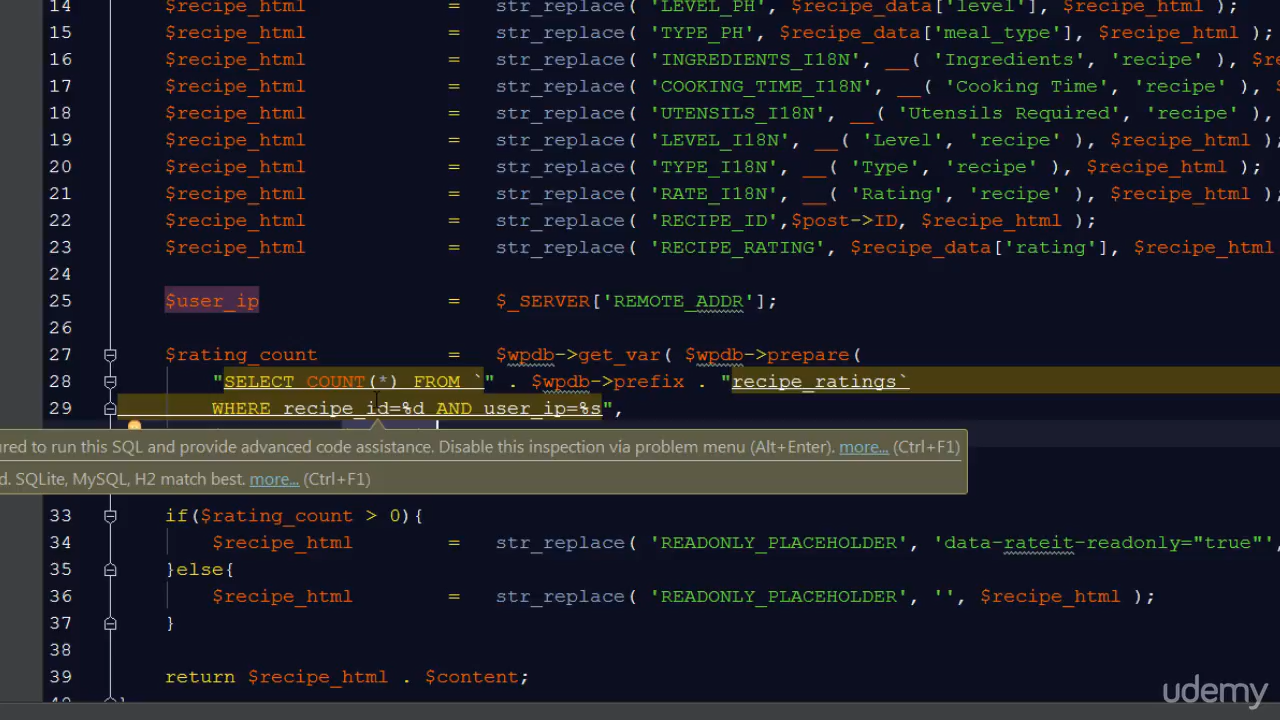 14 $recipe_html = str_replace( 'LEVEL_PH', $recipe_data['level'], $recipe_html );
15 $recipe_html = str_replace( 'TYPE_PH', $recipe_data['meal_type'], $recipe_html );
16 $recipe_html = str_replace( 'INGREDIENTS_I18N', __( 'Ingredients', 'recipe' ), $re
17 $recipe_html = str_replace( 'COOKING_TIME_I18N', __( 'Cooking Time', 'recipe' ), $
18 $recipe_html = str_replace( 'UTENSILS_I18N', __( 'Utensils Required', 'recipe' ),
19 $recipe_html = str_replace( 'LEVEL_I18N', __( 'Level', 'recipe' ), $recipe_html );
20 $recipe_html = str_replace( 'TYPE_I18N', __( 'Type', 'recipe' ), $recipe_html );
21 $recipe_html = str_replace( 'RATE_I18N', __( 'Rating', 'recipe' ), $recipe_html );
22 $recipe_html = str_replace( 'RECIPE_ID',$post->ID, $recipe_html );
23 $recipe_html = str_replace( 'RECIPE_RATING', $recipe_data['rating'], $recipe_html
24
25 $user_ip = $_SERVER['REMOTE_ADDR'];
26
27 $rating_count = $wpdb->get_var( $wpdb->prepare(
28 "SELECT COUNT(*) FROM `" . $wpdb->prefix . "recipe_ratings`
29 WHERE recipe_id=%d AND user_ip=%s",
ured to run this SQL and provide advanced code assistance. Disable this inspection via problem menu (Alt+Enter). more... (Ctrl+F1)
d. SQLite, MySQL, H2 match best. more... (Ctrl+F1)
33 if($rating_count > 0){
34 $recipe_html = str_replace( 'READONLY_PLACEHOLDER', 'data-rateit-readonly="true"',
35 }else{
36 $recipe_html = str_replace( 'READONLY_PLACEHOLDER', '', $recipe_html );
37 }
38
39 return $recipe_html . $content;
udemy